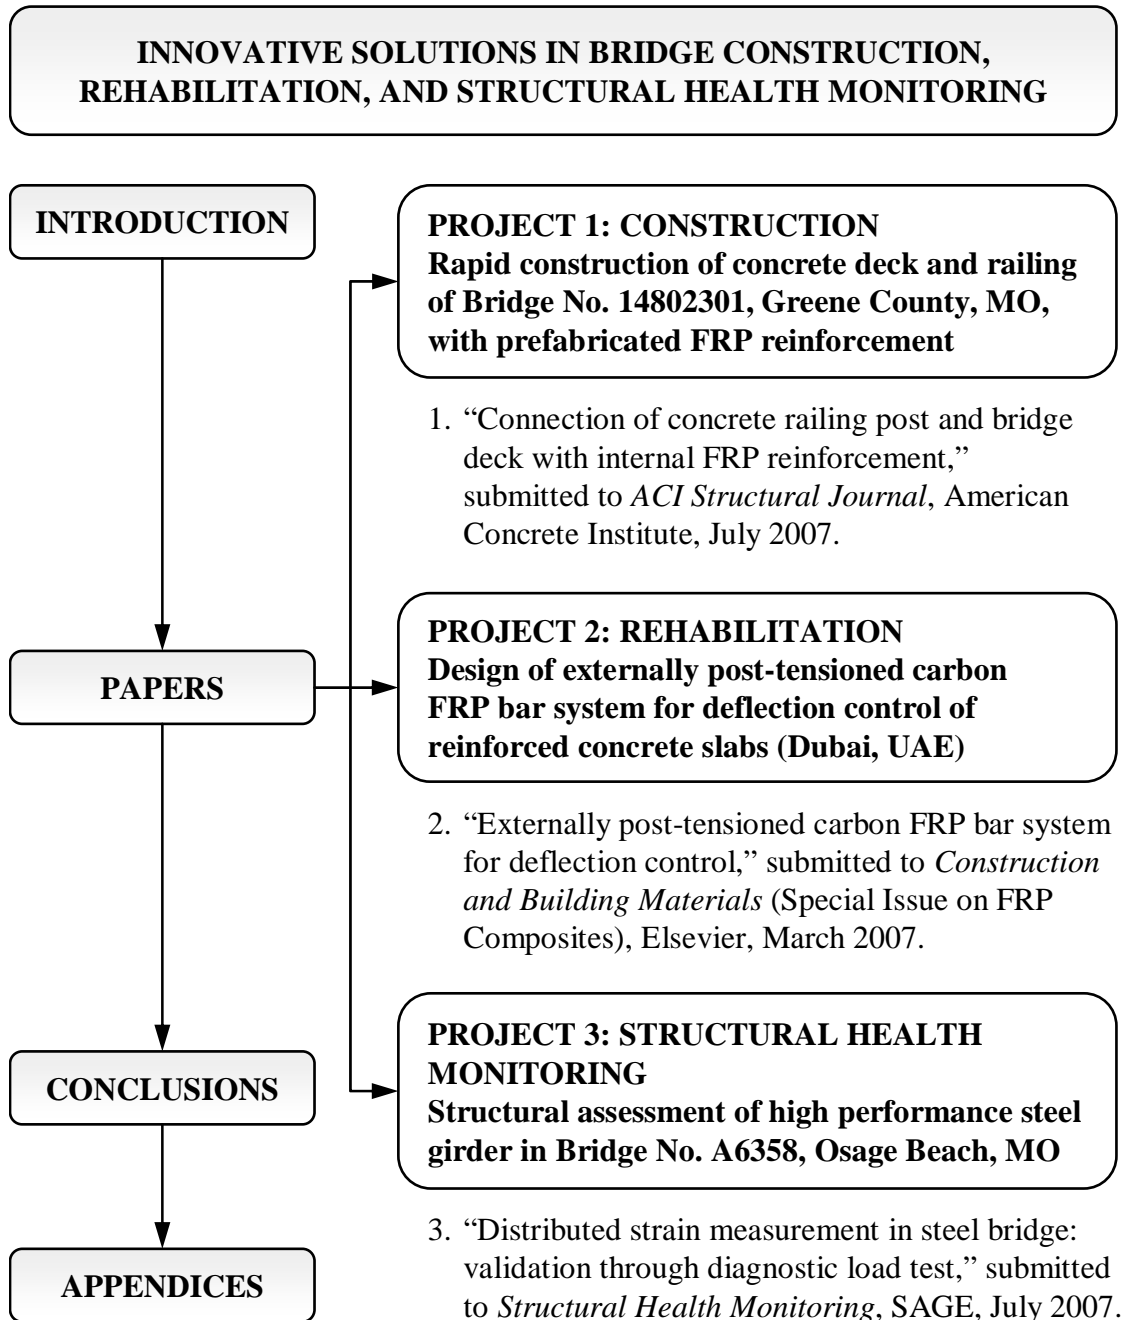 INNOVATIVE SOLUTIONS IN BRIDGE CONSTRUCTION,
REHABILITATION, AND STRUCTURAL HEALTH MONITORING
INTRODUCTION
PROJECT 1: CONSTRUCTION
Rapid construction of concrete deck and railing
of Bridge No. 14802301, Greene County, MO,
with prefabricated FRP reinforcement
1. “Connection of concrete railing post and bridge
deck with internal FRP reinforcement,”
submitted to ACI Structural Journal, American
Concrete Institute, July 2007.
PAPERS
PROJECT 2: REHABILITATION
Design of externally post-tensioned carbon
FRP bar system for deflection control of
reinforced concrete slabs (Dubai, UAE)
2. “Externally post-tensioned carbon FRP bar system
for deflection control,” submitted to Construction
and Building Materials (Special Issue on FRP
Composites), Elsevier, March 2007.
CONCLUSIONS
PROJECT 3: STRUCTURAL HEALTH
MONITORING
Structural assessment of high performance steel
girder in Bridge No. A6358, Osage Beach, MO
3. “Distributed strain measurement in steel bridge:
validation through diagnostic load test,” submitted
to Structural Health Monitoring, SAGE, July 2007.
APPENDICES